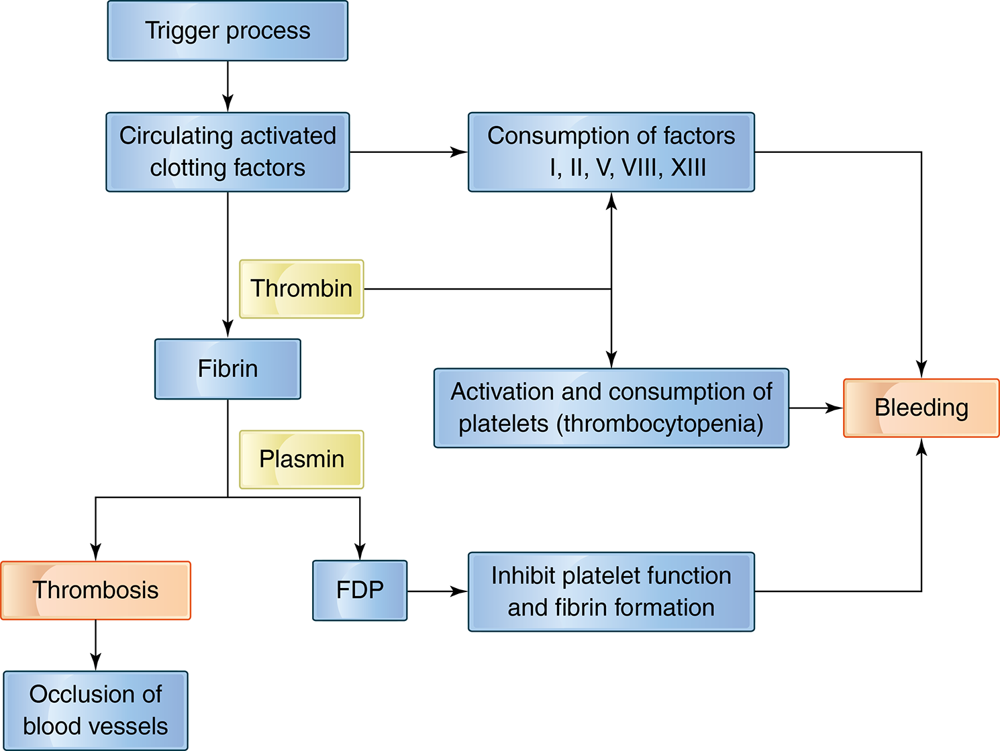 Trigger process
Circulating activated
clotting factors
Consumption of factors
I, II, V, VIII, XIII
Thrombin
Fibrin
Activation and consumption of
platelets (thrombocytopenia)
Bleeding
Plasmin
Thrombosis
FDP
Inhibit platelet function
and fibrin formation
Occlusion of
blood vessels